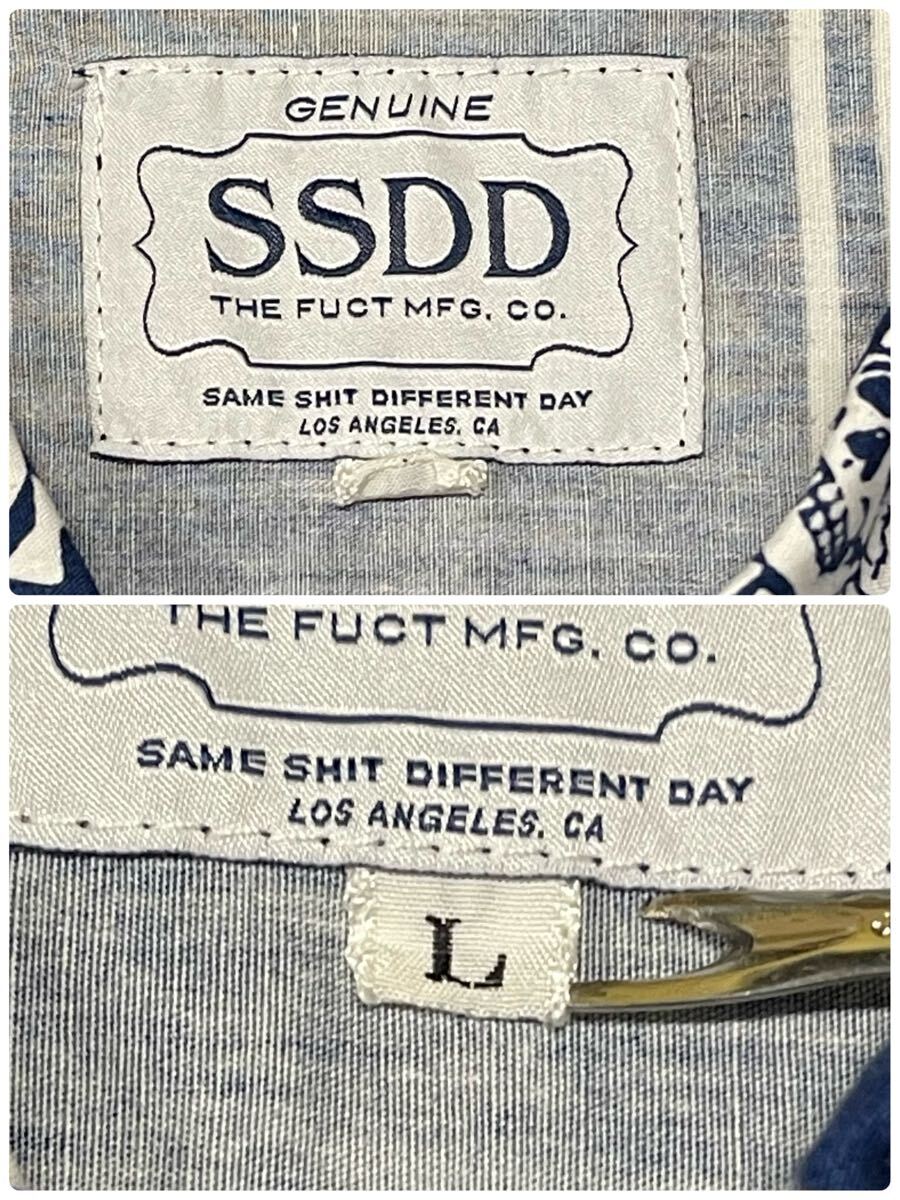 GENUINE
SSDD
THE FUCT MFG. CO.
SAME SHIT DIFFERENT DAY
LOS ANGELES. CA
THE FUCT MFG. CO.
SAME SHIT DIFFERENT DAY
LOS ANGELES. CA
L